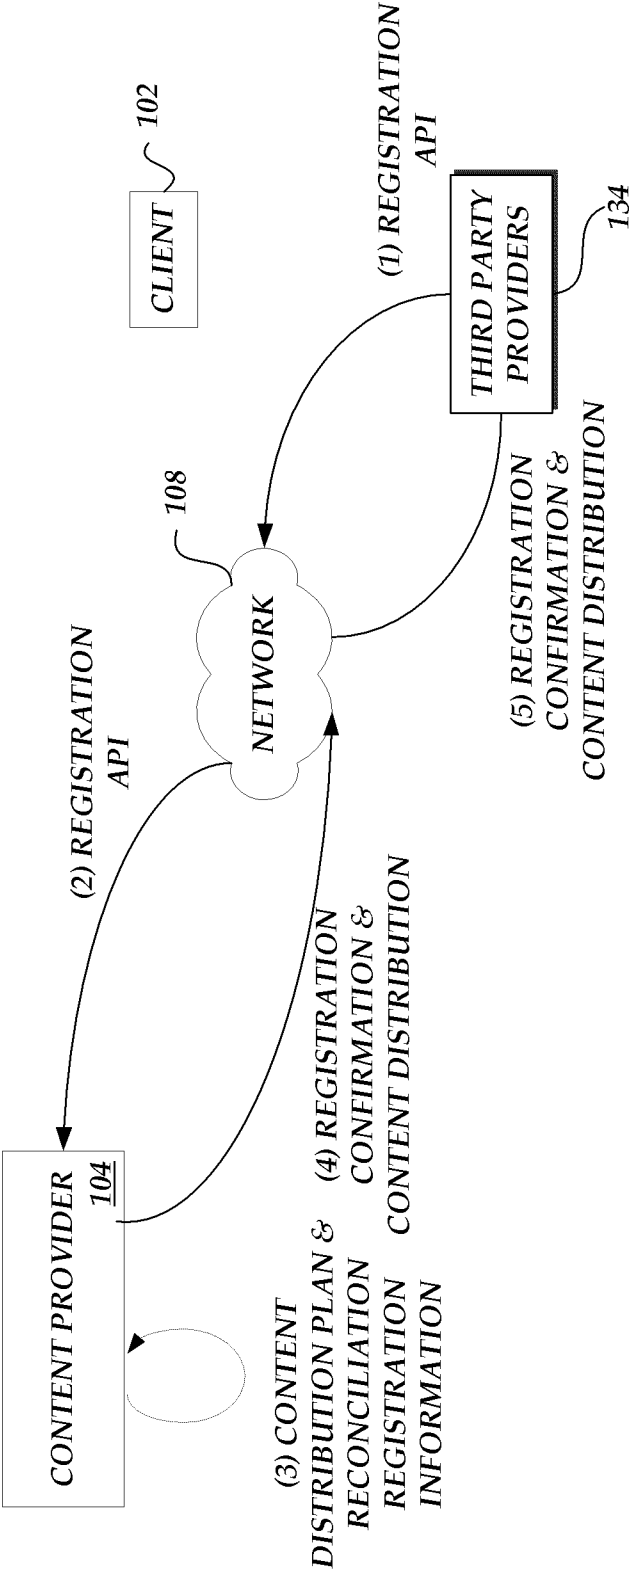 CLIENT
102
(1) REGISTRATION
API
THIRD PARTY
PROVIDERS
134
108
NETWORK
(2) REGISTRATION
API
(5) REGISTRATION
CONFIRMATION &
CONTENT DISTRIBUTION
(4) REGISTRATION
CONFIRMATION &
CONTENT DISTRIBUTION
CONTENT PROVIDER
104
(3) CONTENT
DISTRIBUTION PLAN &
RECONCILIATION
REGISTRATION
INFORMATION